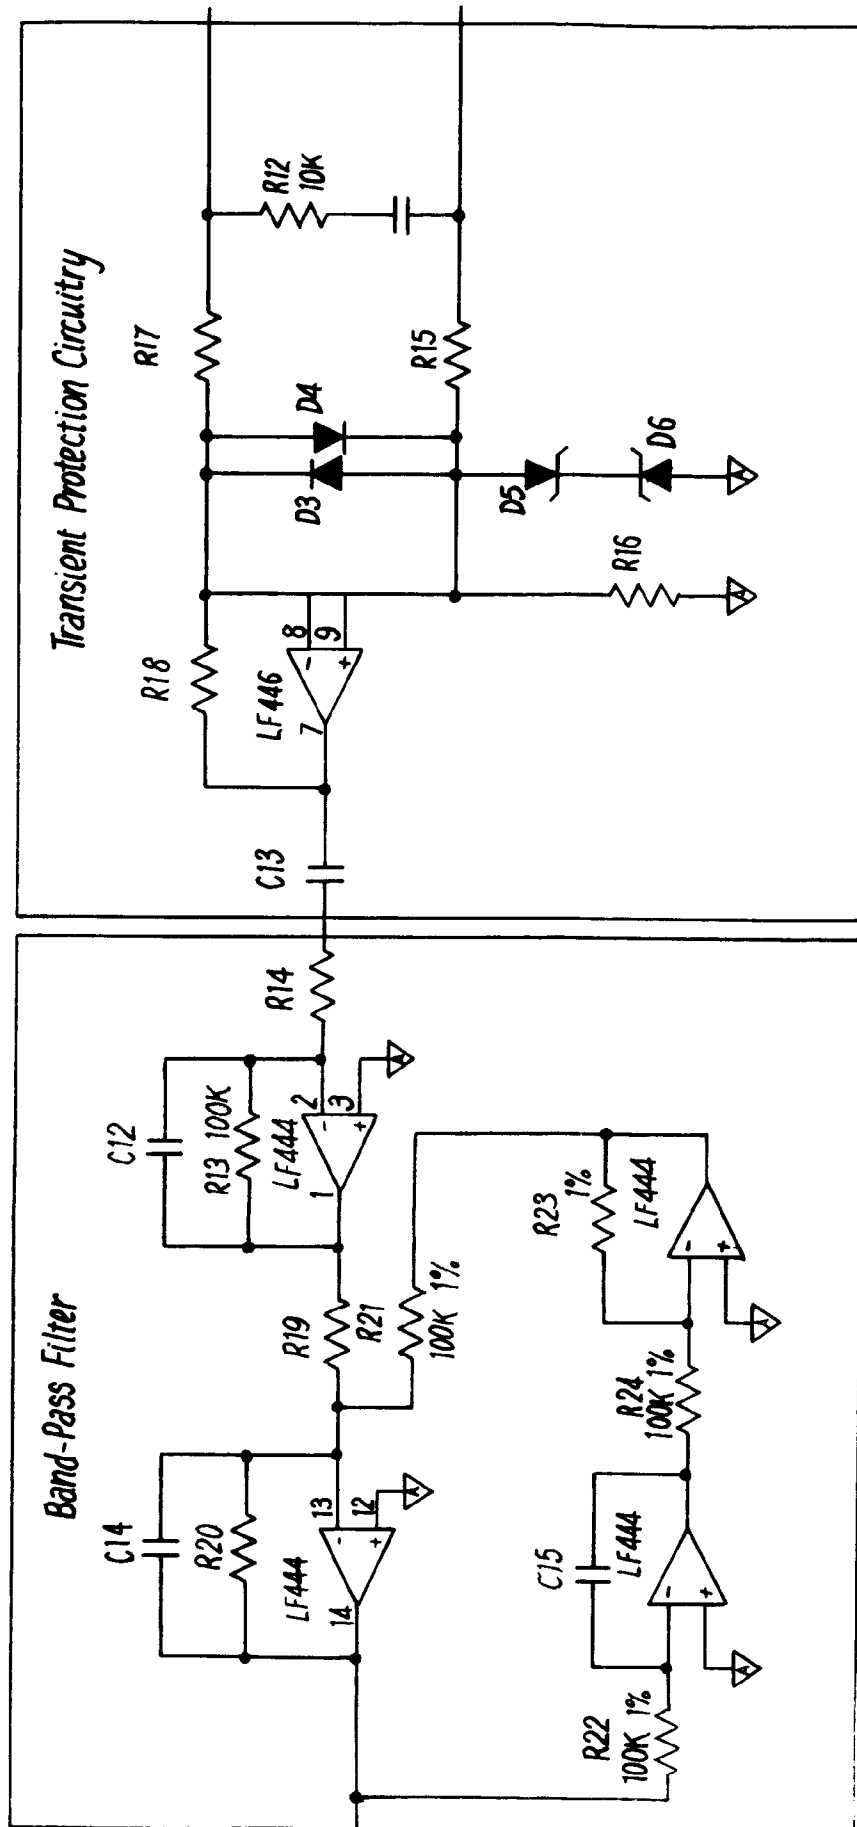 Transient Protection Circuitry
R12
10K
R17
R15
D4
D3
D5
D6
R16
R18
8
9
-
+
LF446
7
C13
A
A
Band-Pass Filter
R14
C12
R13 100K
2
3
-
+
LF444
1
A
R19
R21
100K 1%
R23
1%
LF444
-
+
A
R24
100K 1%
C14
R20
13
12
-
+
LF444
14
A
C15
LF444
-
+
A
R22
100K 1%